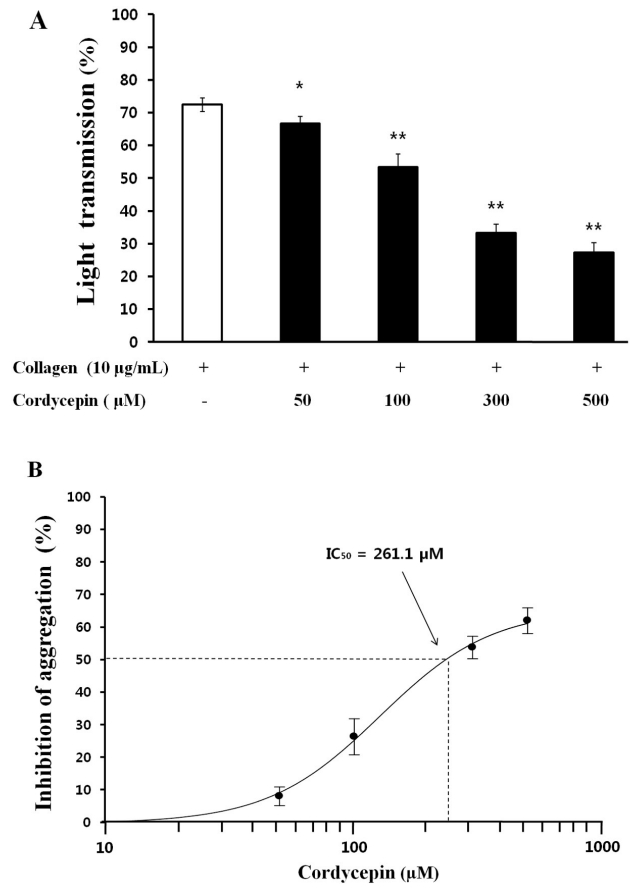 A
Light transmission (%)
100
90
80
70
60
50
40
30
20
10
0
*
**
**
**
Collagen (10 µg/mL) + + + + +
Cordycepin ( µM) - 50 100 300 500
B
Inhibition of aggregation (%)
100
90
80
70
60
50
40
30
20
10
0
IC₅₀ = 261.1 µM
10 100 1000
Cordycepin (µM)